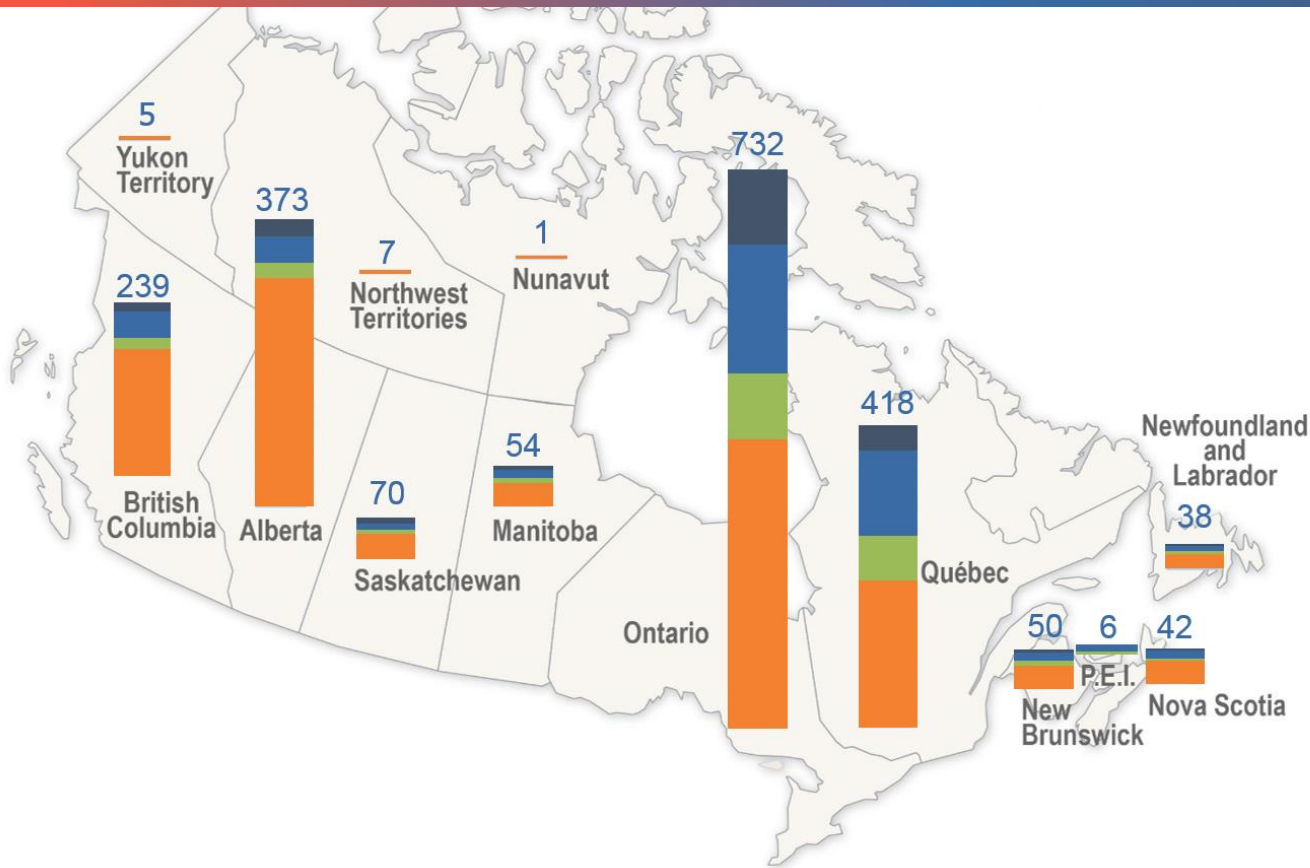 5
Yukon
Territory
373
7
Northwest
Territories
1
Nunavut
732
239
British
Columbia
Alberta
70
Saskatchewan
54
Manitoba
Ontario
418
Québec
Newfoundland
and
Labrador
38
50
New
Brunswick
6
P.E.I.
42
Nova Scotia